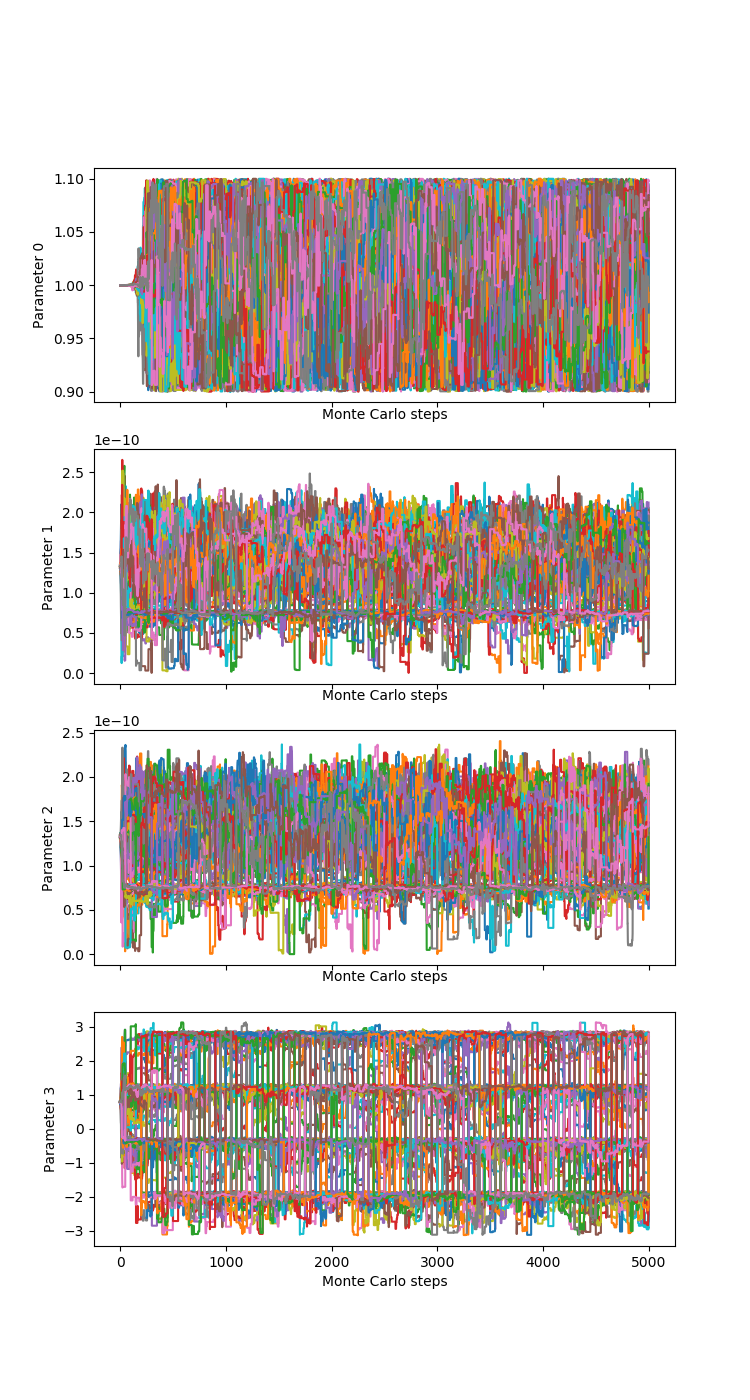 1.10
1.05
1.00
0.95
0.90
Parameter 0
Monte Carlo steps
1e−10
2.5
2.0
1.5
1.0
0.5
0.0
Parameter 1
Monte Carlo steps
1e−10
2.5
2.0
1.5
1.0
0.5
0.0
Parameter 2
Monte Carlo steps
3
2
1
0
−1
−2
−3
Parameter 3
0 1000 2000 3000 4000 5000
Monte Carlo steps